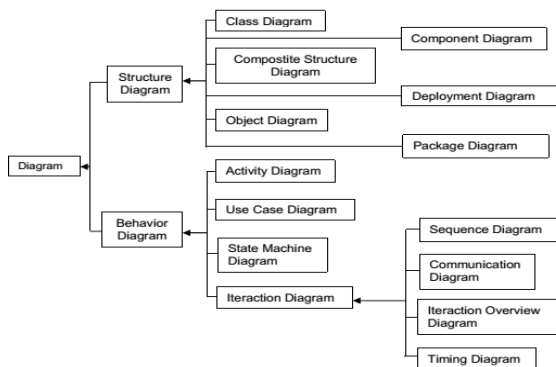 Class Diagram
Component Diagram
Compostite Structure
Diagram
Structure
Diagram
Deployment Diagram
Object Diagram
Package Diagram
Diagram
Activity Diagram
Behavior
Diagram
Use Case Diagram
State Machine
Diagram
Iteraction Diagram
Sequence Diagram
Communication
Diagram
Iteraction Overview
Diagram
Timing Diagram